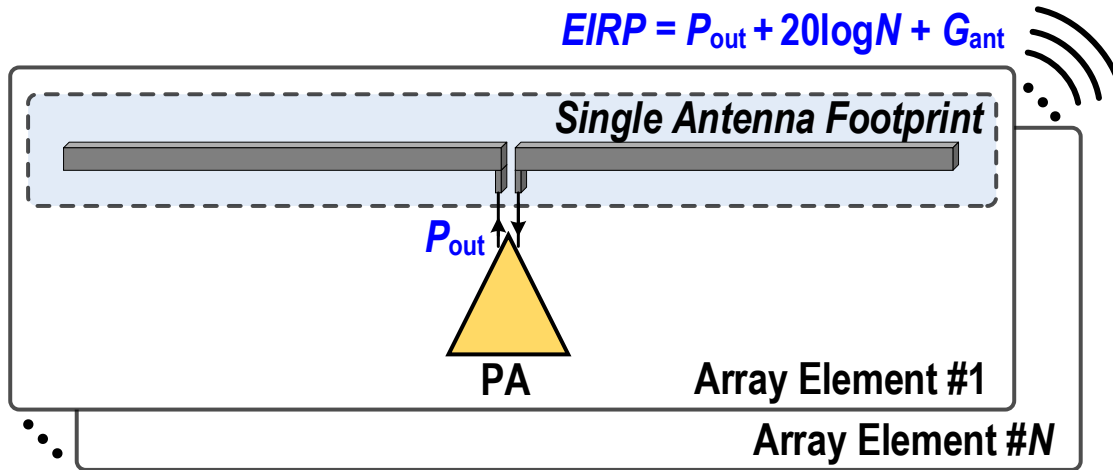 EIRP = Pout + 20logN + Gant
Single Antenna Footprint
Pout
PA
Array Element #1
Array Element #N